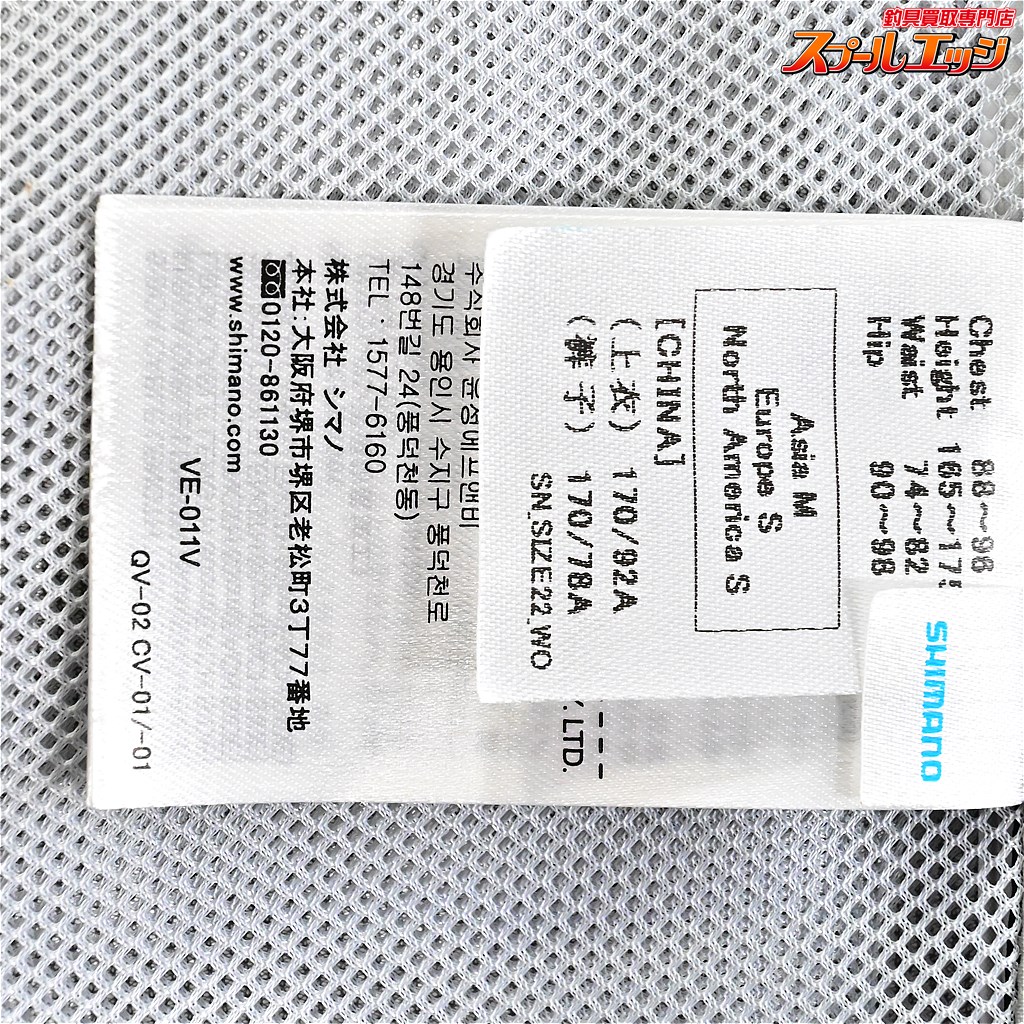 釣具買取専門店
スプールエッジ
Chest 88~98
Height 165~175
Waist 74~82
Hip 90~98
Asia M
Europe S
North America S
[CHINA]
(上衣) 170/92A
(裤子) 170/78A
SN_SIZE22_WO
SHIMANO
LTD.
경기도 용인시 수지구 풍덕천로
148번길 24(풍덕천동)
TEL : 1577-6160
株式会社 シマノ
本社:大阪府堺市堺区老松町3丁77番地
0120-861130
www.shimano.com
VE-011V
QV-02 CV-01/-01